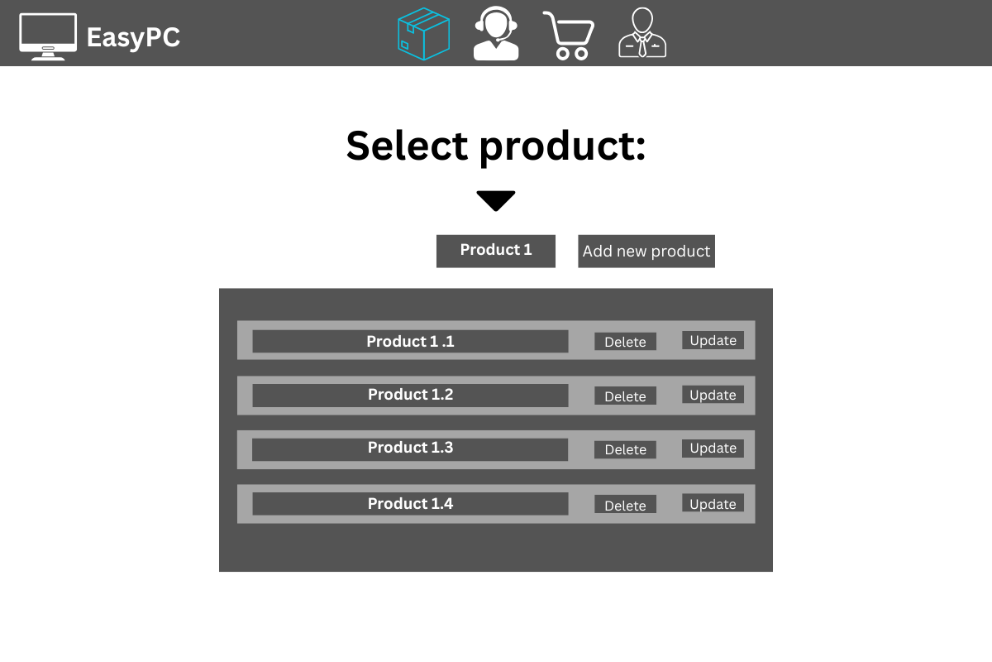 EasyPC
Select product:
Product 1
Add new product
Product 1 .1
Delete
Update
Product 1.2
Delete
Update
Product 1.3
Delete
Update
Product 1.4
Delete
Update